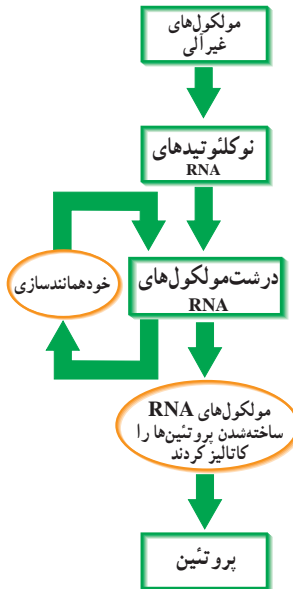 مولکول‌های
غیرآلی
نوکلئوتیدهای
RNA
درشت‌مولکول‌های
RNA
خودهمانندسازی
مولکول‌های RNA
ساخته‌شدن پروتئین‌ها را
کاتالیز کردند
پروتئین